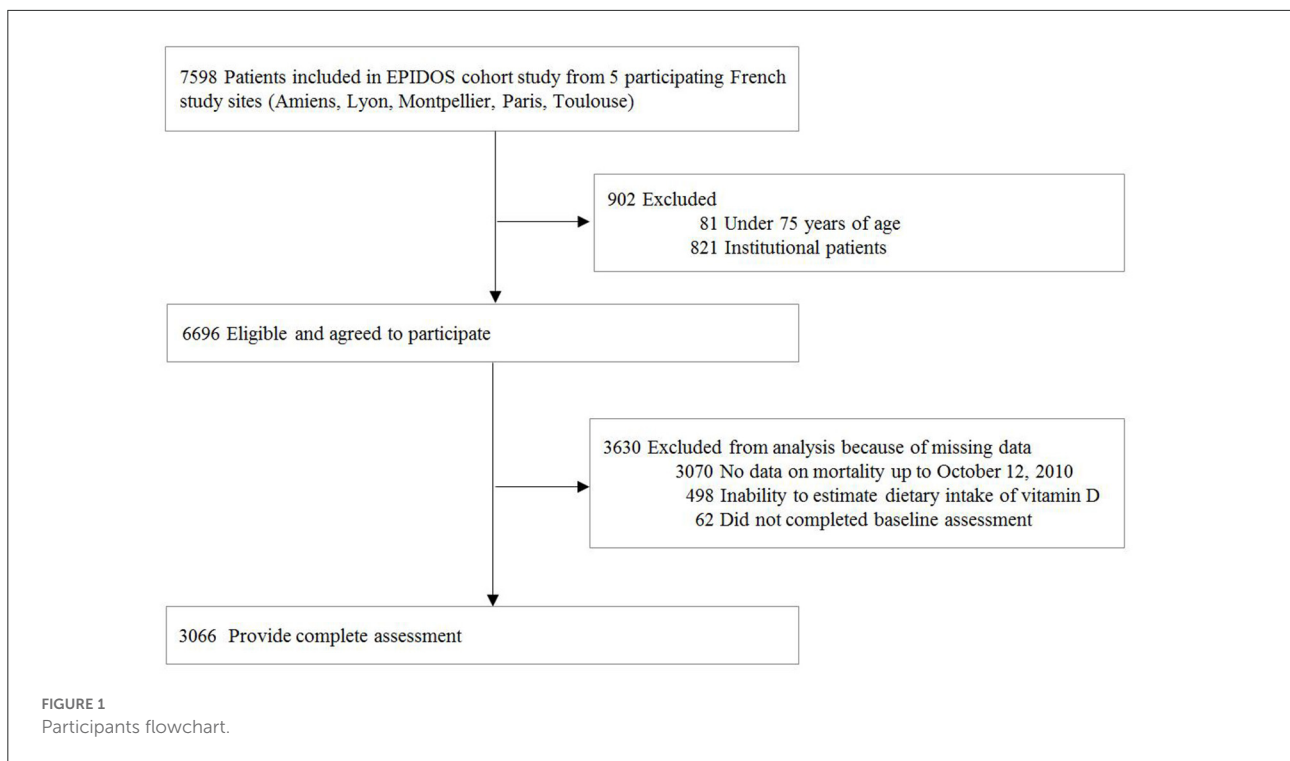 7598 Patients included in EPIDOS cohort study from 5 participating French
study sites (Amiens, Lyon, Montpellier, Paris, Toulouse)
902 Excluded
81 Under 75 years of age
821 Institutional patients
6696 Eligible and agreed to participate
3630 Excluded from analysis because of missing data
3070 No data on mortality up to October 12, 2010
498 Inability to estimate dietary intake of vitamin D
62 Did not completed baseline assessment
3066 Provide complete assessment
FIGURE 1
Participants flowchart.